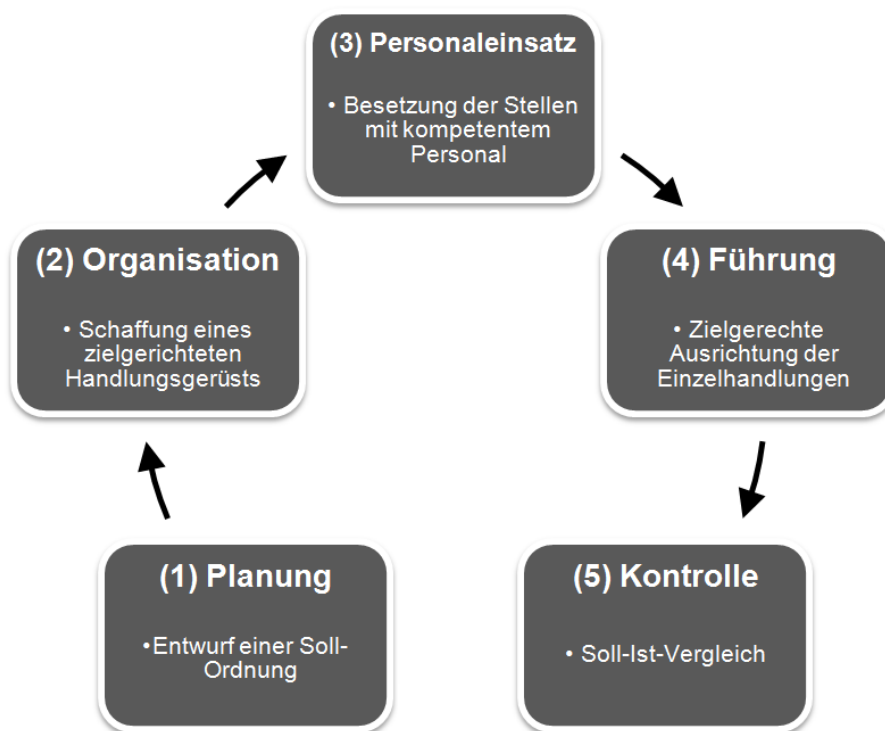 (3) Personaleinsatz
• Besetzung der Stellen
mit kompetentem
Personal
(2) Organisation
• Schaffung eines
zielgerichteten
Handlungsgerüsts
(4) Führung
• Zielgerechte
Ausrichtung der
Einzelhandlungen
(1) Planung
•Entwurf einer Soll-
Ordnung
(5) Kontrolle
• Soll-Ist-Vergleich